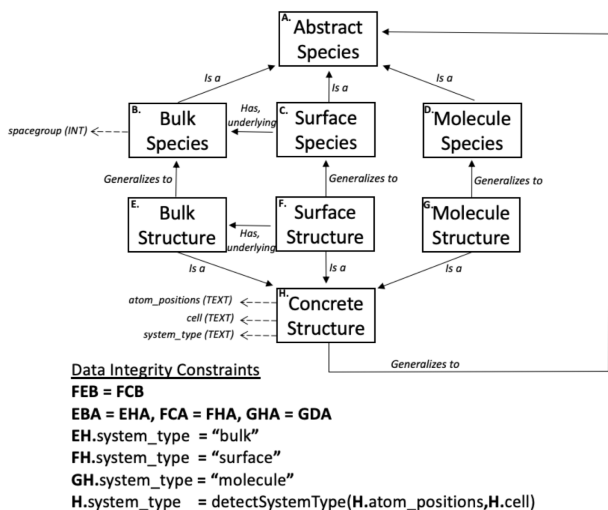 A.
Abstract
Species
Is a
Is a
Is a
B.
Bulk
Species
Has,
underlying
C.
Surface
Species
D.
Molecule
Species
spacegroup (INT)
Generalizes to
Generalizes to
Generalizes to
E.
Bulk
Structure
Has,
underlying
F.
Surface
Structure
G.
Molecule
Structure
Is a
Is a
Is a
H.
Concrete
Structure
atom_positions (TEXT)
cell (TEXT)
system_type (TEXT)
Generalizes to
Data Integrity Constraints
FEB = FCB
EBA = EHA, FCA = FHA, GHA = GDA
EH.system_type = “bulk”
FH.system_type = “surface”
GH.system_type = “molecule”
H.system_type = detectSystemType(H.atom_positions,H.cell)